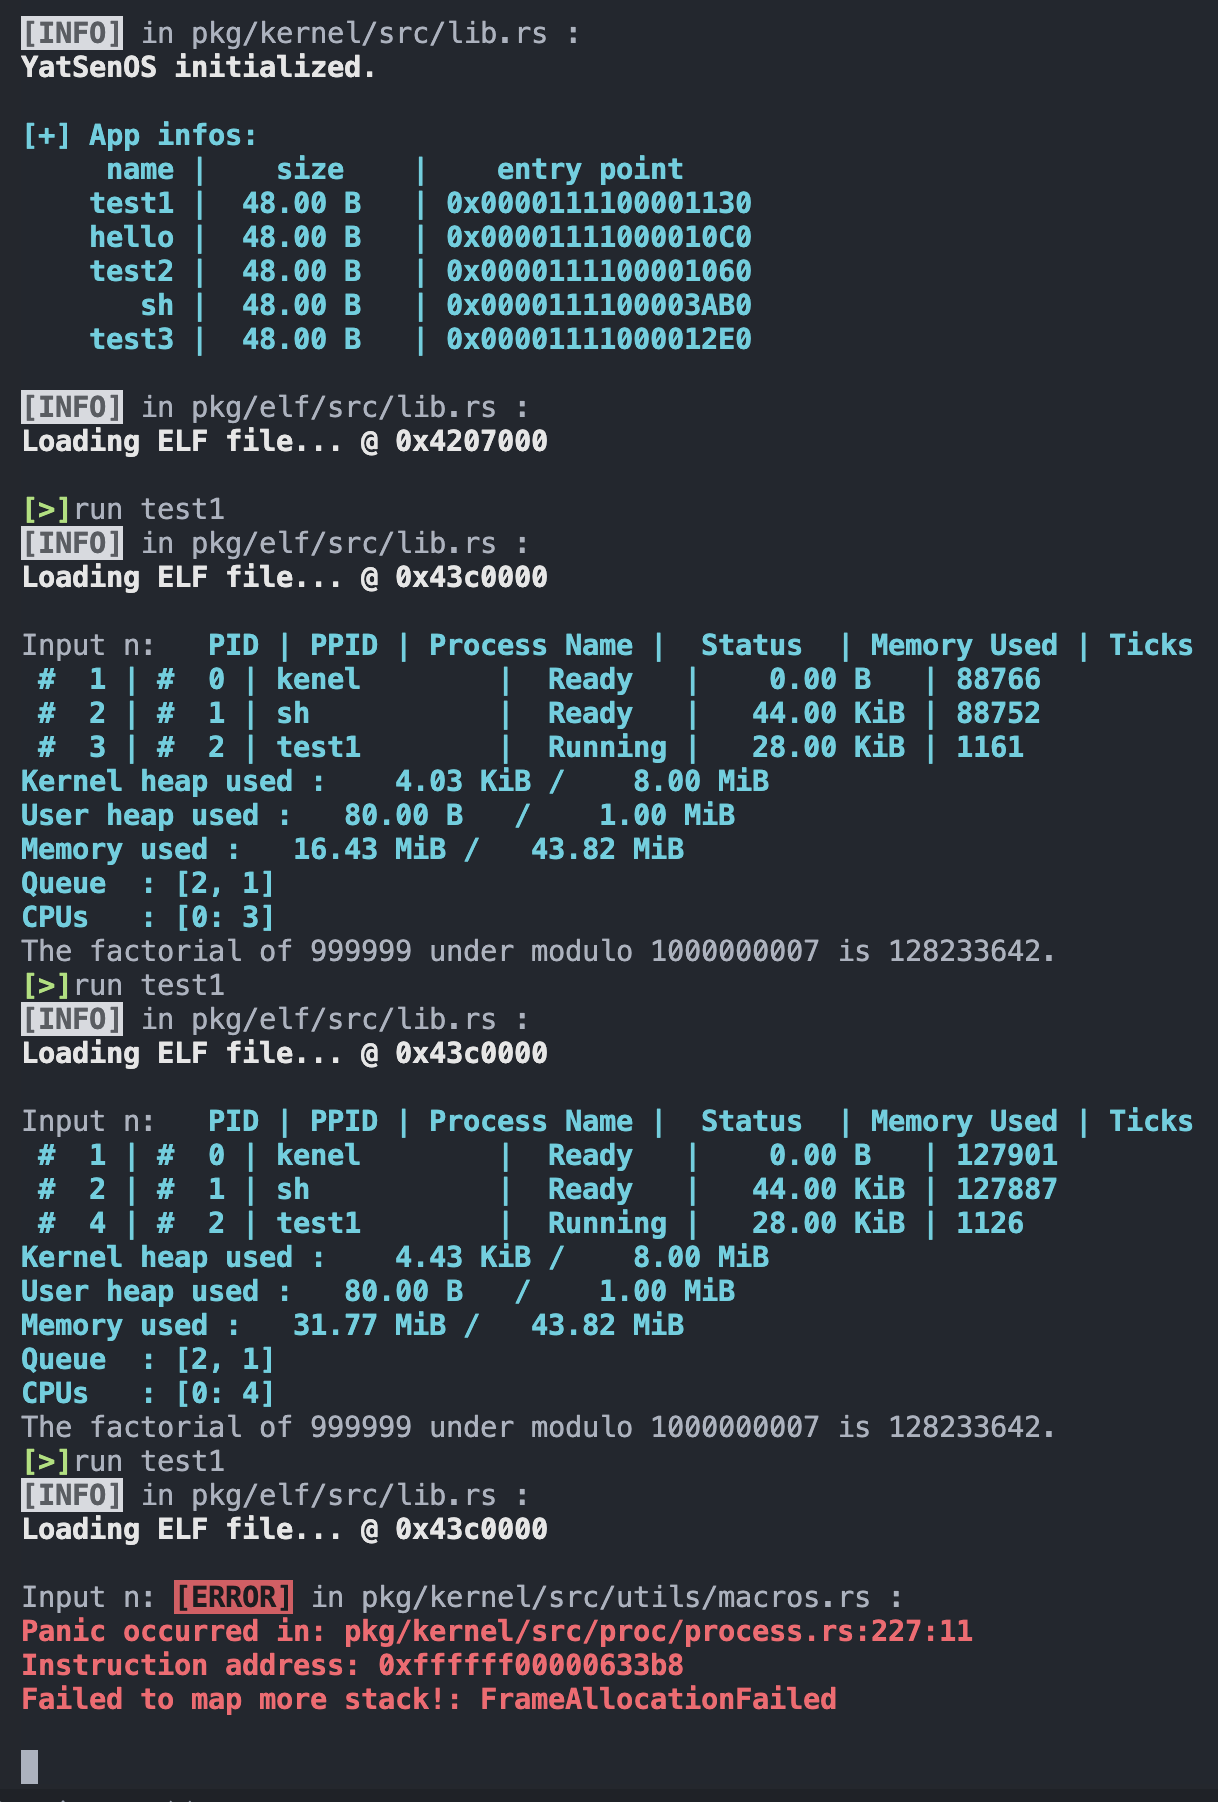 [INFO] in pkg/kernel/src/lib.rs :
YatSenOS initialized.
[+] App infos:
name | size | entry point
test1 | 48.00 B | 0x0000111100001130
hello | 48.00 B | 0x00001111000010C0
test2 | 48.00 B | 0x0000111100001060
sh | 48.00 B | 0x0000111100003AB0
test3 | 48.00 B | 0x00001111000012E0
[INFO] in pkg/elf/src/lib.rs :
Loading ELF file... @ 0x4207000
[>]run test1
[INFO] in pkg/elf/src/lib.rs :
Loading ELF file... @ 0x43c0000
Input n: PID | PPID | Process Name | Status | Memory Used | Ticks
# 1 | # 0 | kenel | Ready | 0.00 B | 88766
# 2 | # 1 | sh | Ready | 44.00 KiB | 88752
# 3 | # 2 | test1 | Running | 28.00 KiB | 1161
Kernel heap used : 4.03 KiB / 8.00 MiB
User heap used : 80.00 B / 1.00 MiB
Memory used : 16.43 MiB / 43.82 MiB
Queue : [2, 1]
CPUs : [0: 3]
The factorial of 999999 under modulo 1000000007 is 128233642.
[>]run test1
[INFO] in pkg/elf/src/lib.rs :
Loading ELF file... @ 0x43c0000
Input n: PID | PPID | Process Name | Status | Memory Used | Ticks
# 1 | # 0 | kenel | Ready | 0.00 B | 127901
# 2 | # 1 | sh | Ready | 44.00 KiB | 127887
# 4 | # 2 | test1 | Running | 28.00 KiB | 1126
Kernel heap used : 4.43 KiB / 8.00 MiB
User heap used : 80.00 B / 1.00 MiB
Memory used : 31.77 MiB / 43.82 MiB
Queue : [2, 1]
CPUs : [0: 4]
The factorial of 999999 under modulo 1000000007 is 128233642.
[>]run test1
[INFO] in pkg/elf/src/lib.rs :
Loading ELF file... @ 0x43c0000
Input n: [ERROR] in pkg/kernel/src/utils/macros.rs :
Panic occurred in: pkg/kernel/src/proc/process.rs:227:11
Instruction address: 0xffffff00000633b8
Failed to map more stack!: FrameAllocationFailed